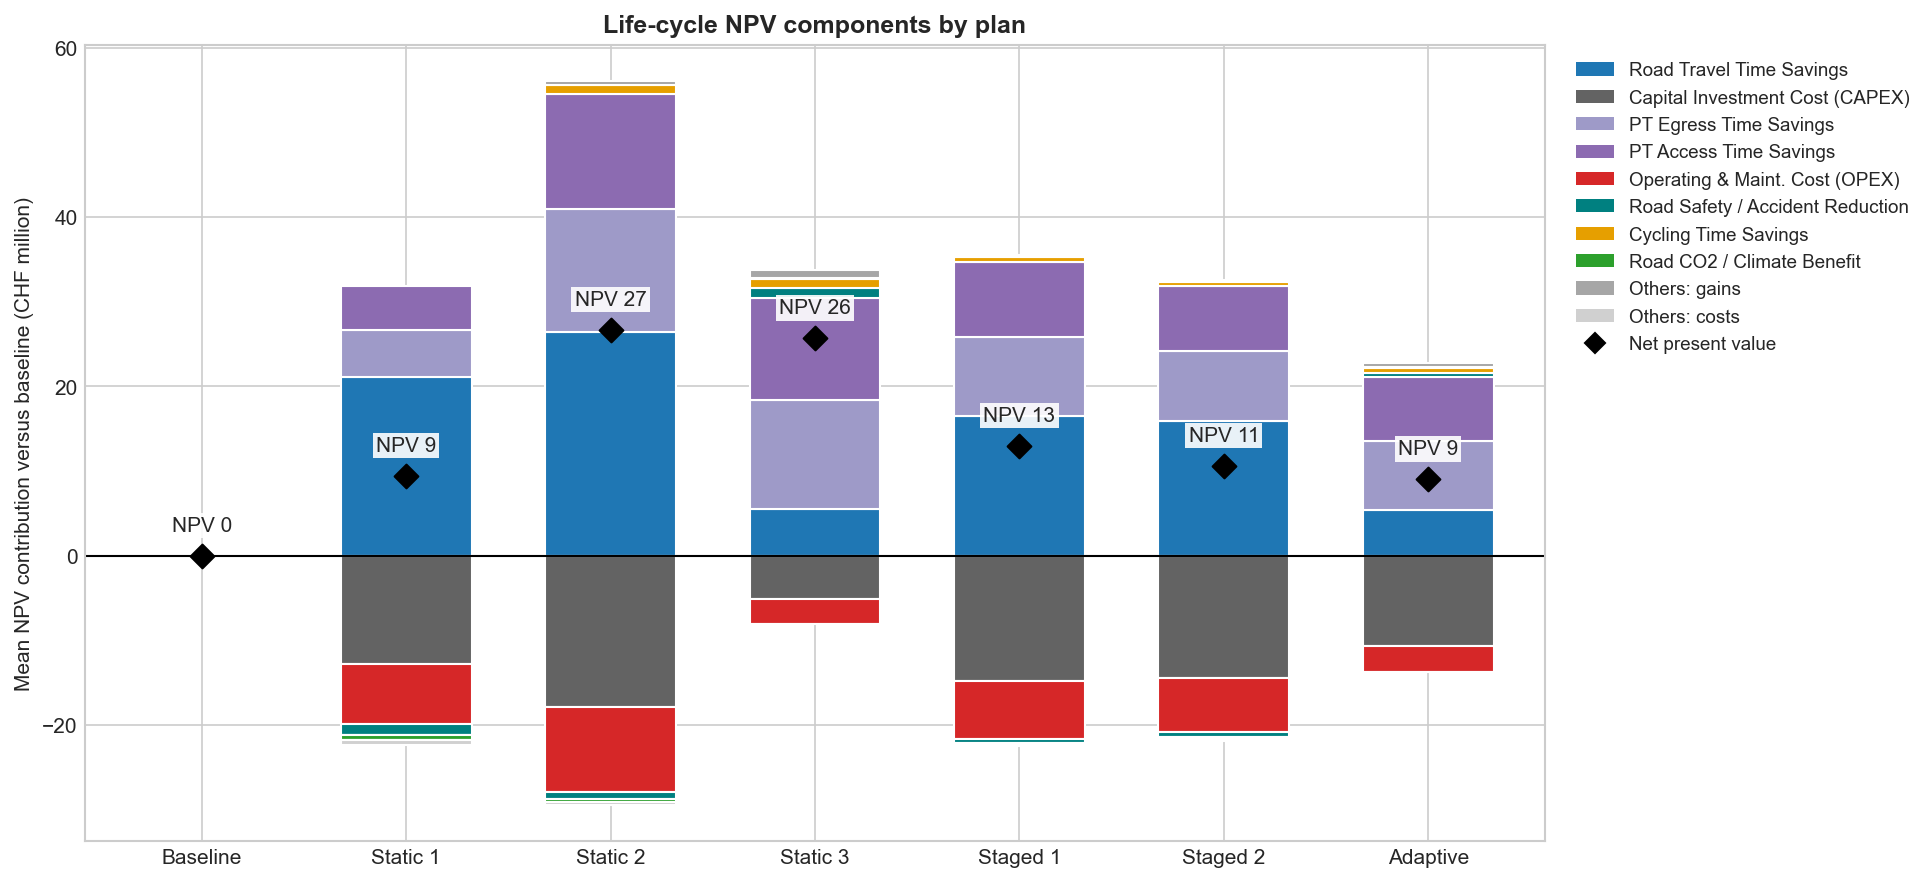 Life-cycle NPV components by plan
Mean NPV contribution versus baseline (CHF million)
60
40
20
0
−20
NPV 0
NPV 9
NPV 27
NPV 26
NPV 13
NPV 11
NPV 9
Baseline
Static 1
Static 2
Static 3
Staged 1
Staged 2
Adaptive
Road Travel Time Savings
Capital Investment Cost (CAPEX)
PT Egress Time Savings
PT Access Time Savings
Operating & Maint. Cost (OPEX)
Road Safety / Accident Reduction
Cycling Time Savings
Road CO2 / Climate Benefit
Others: gains
Others: costs
Net present value